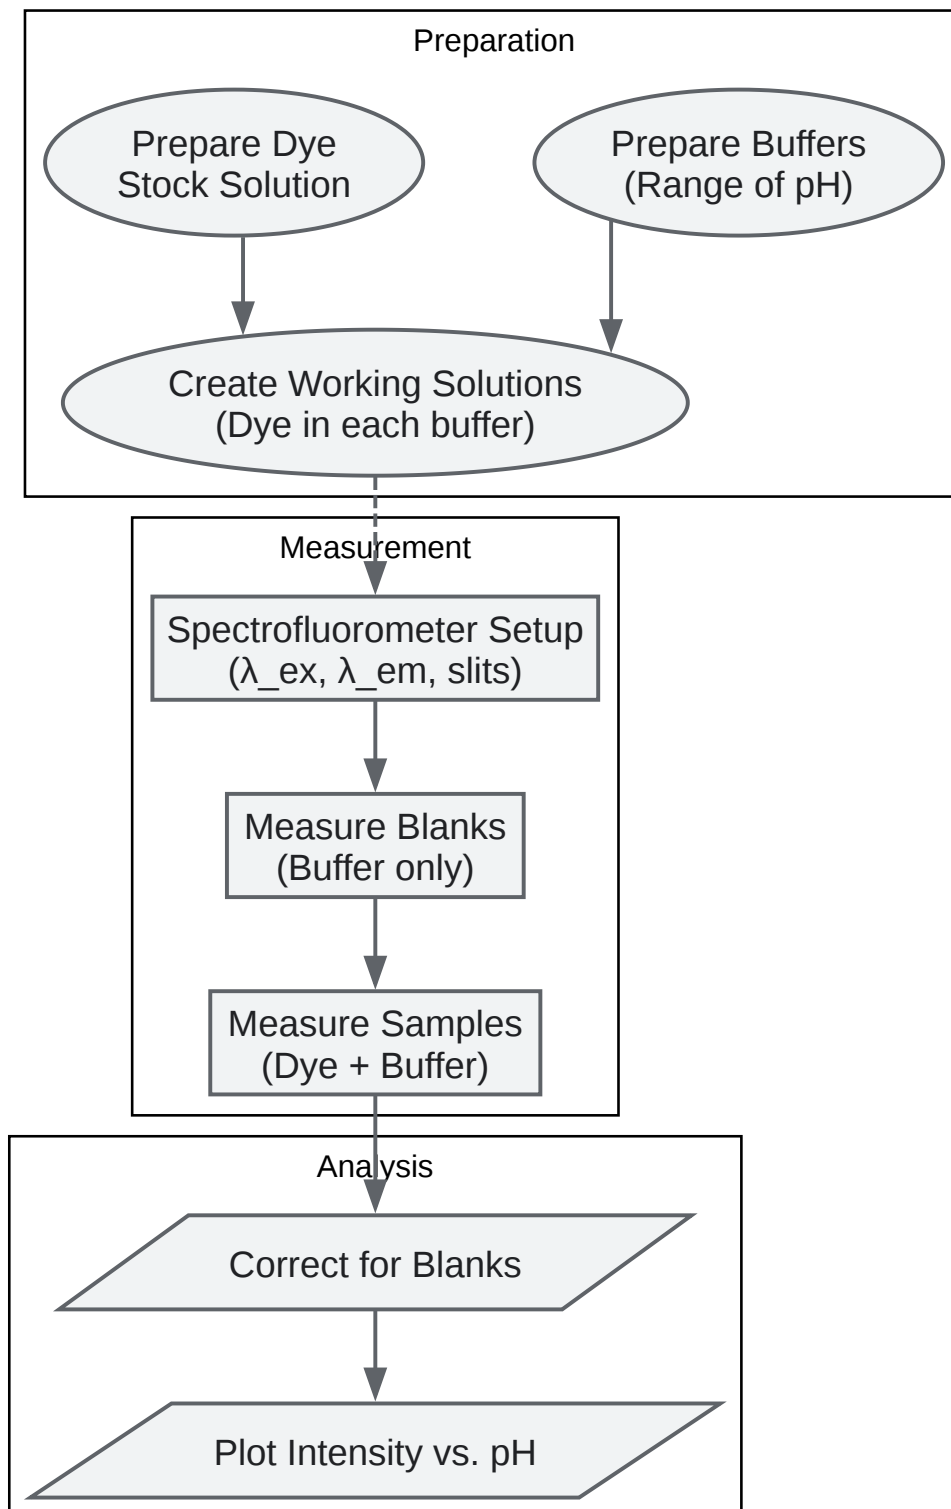 Preparation
Prepare Dye
Stock Solution
Prepare Buffers
(Range of pH)
Create Working Solutions
(Dye in each buffer)
Measurement
Spectrofluorometer Setup
(λ_ex, λ_em, slits)
Measure Blanks
(Buffer only)
Measure Samples
(Dye + Buffer)
Analysis
Correct for Blanks
Plot Intensity vs. pH